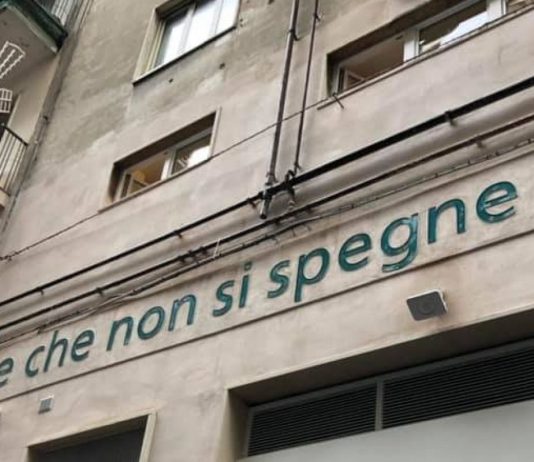 e che non si spegne